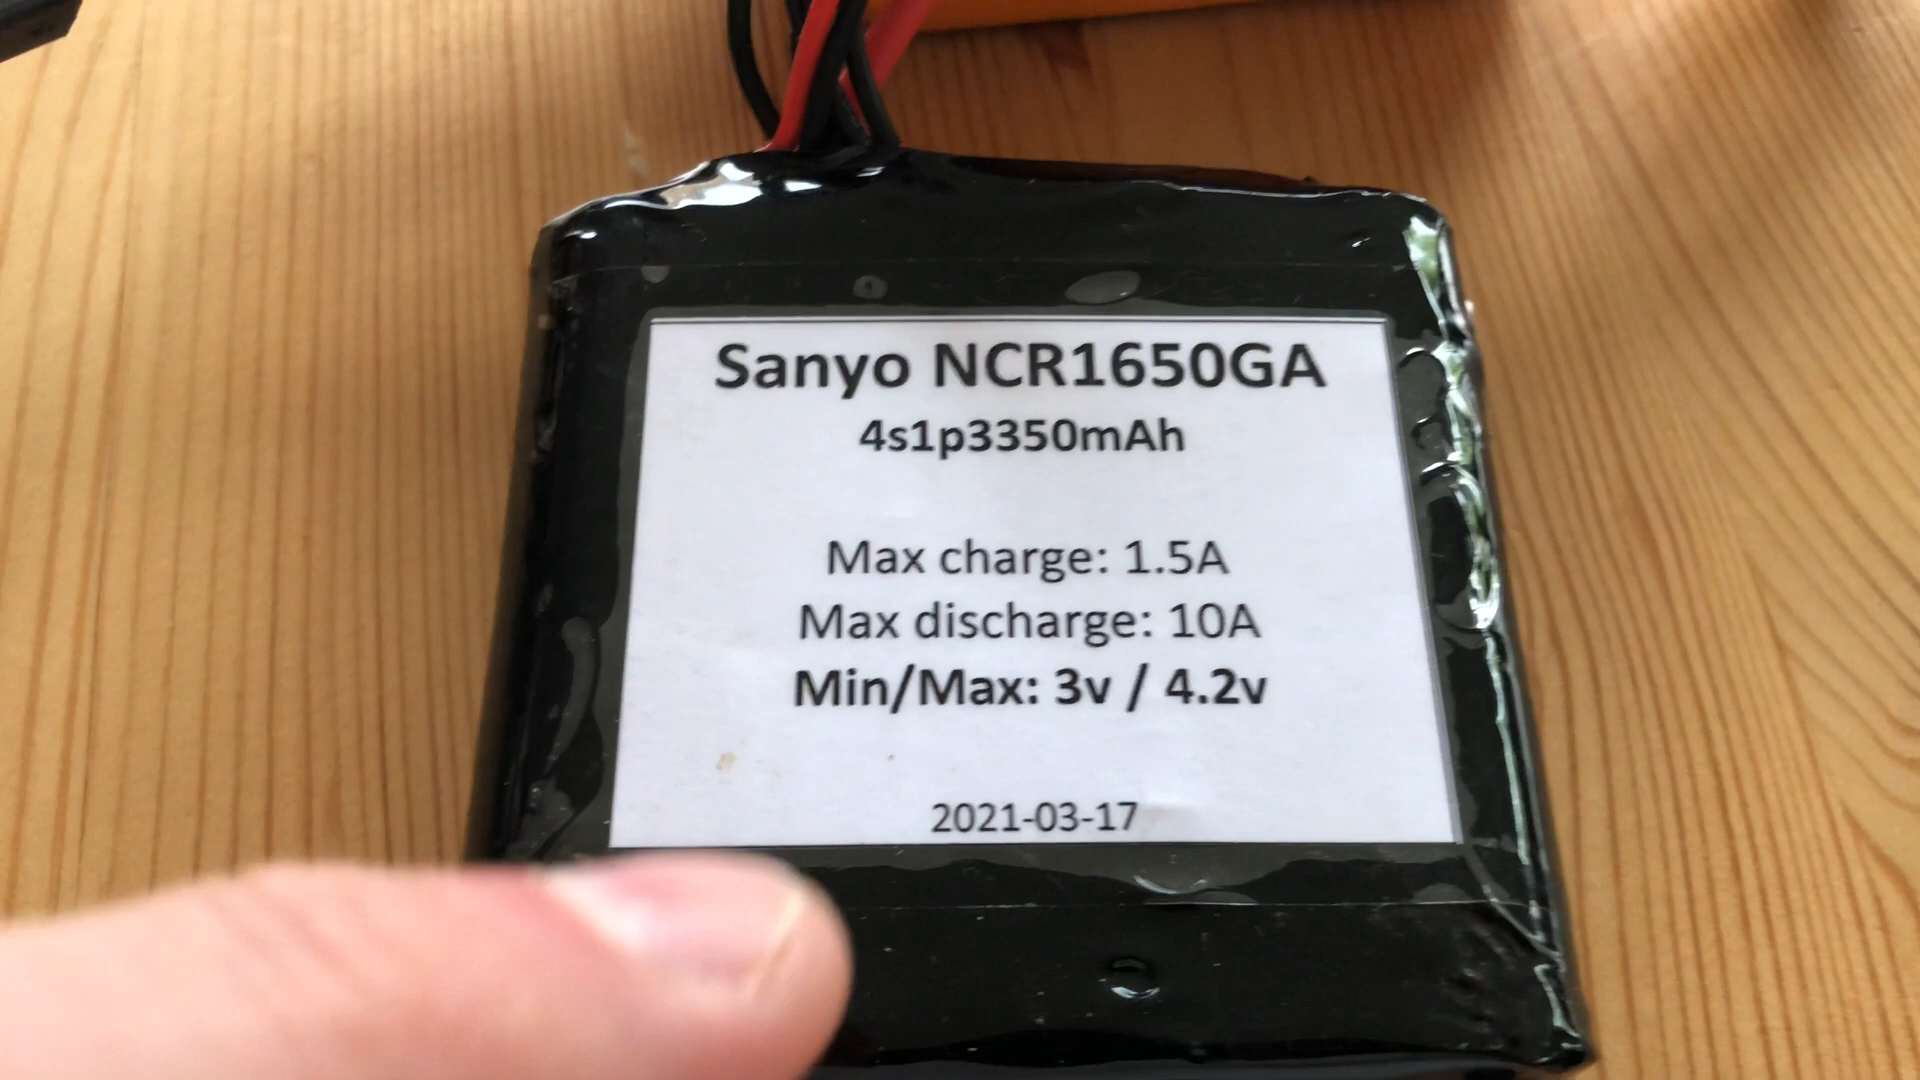 Sanyo NCR1650GA
4s1p3350mAh
Max charge: 1.5A
Max discharge: 10A
Min/Max: 3v / 4.2v
2021-03-17